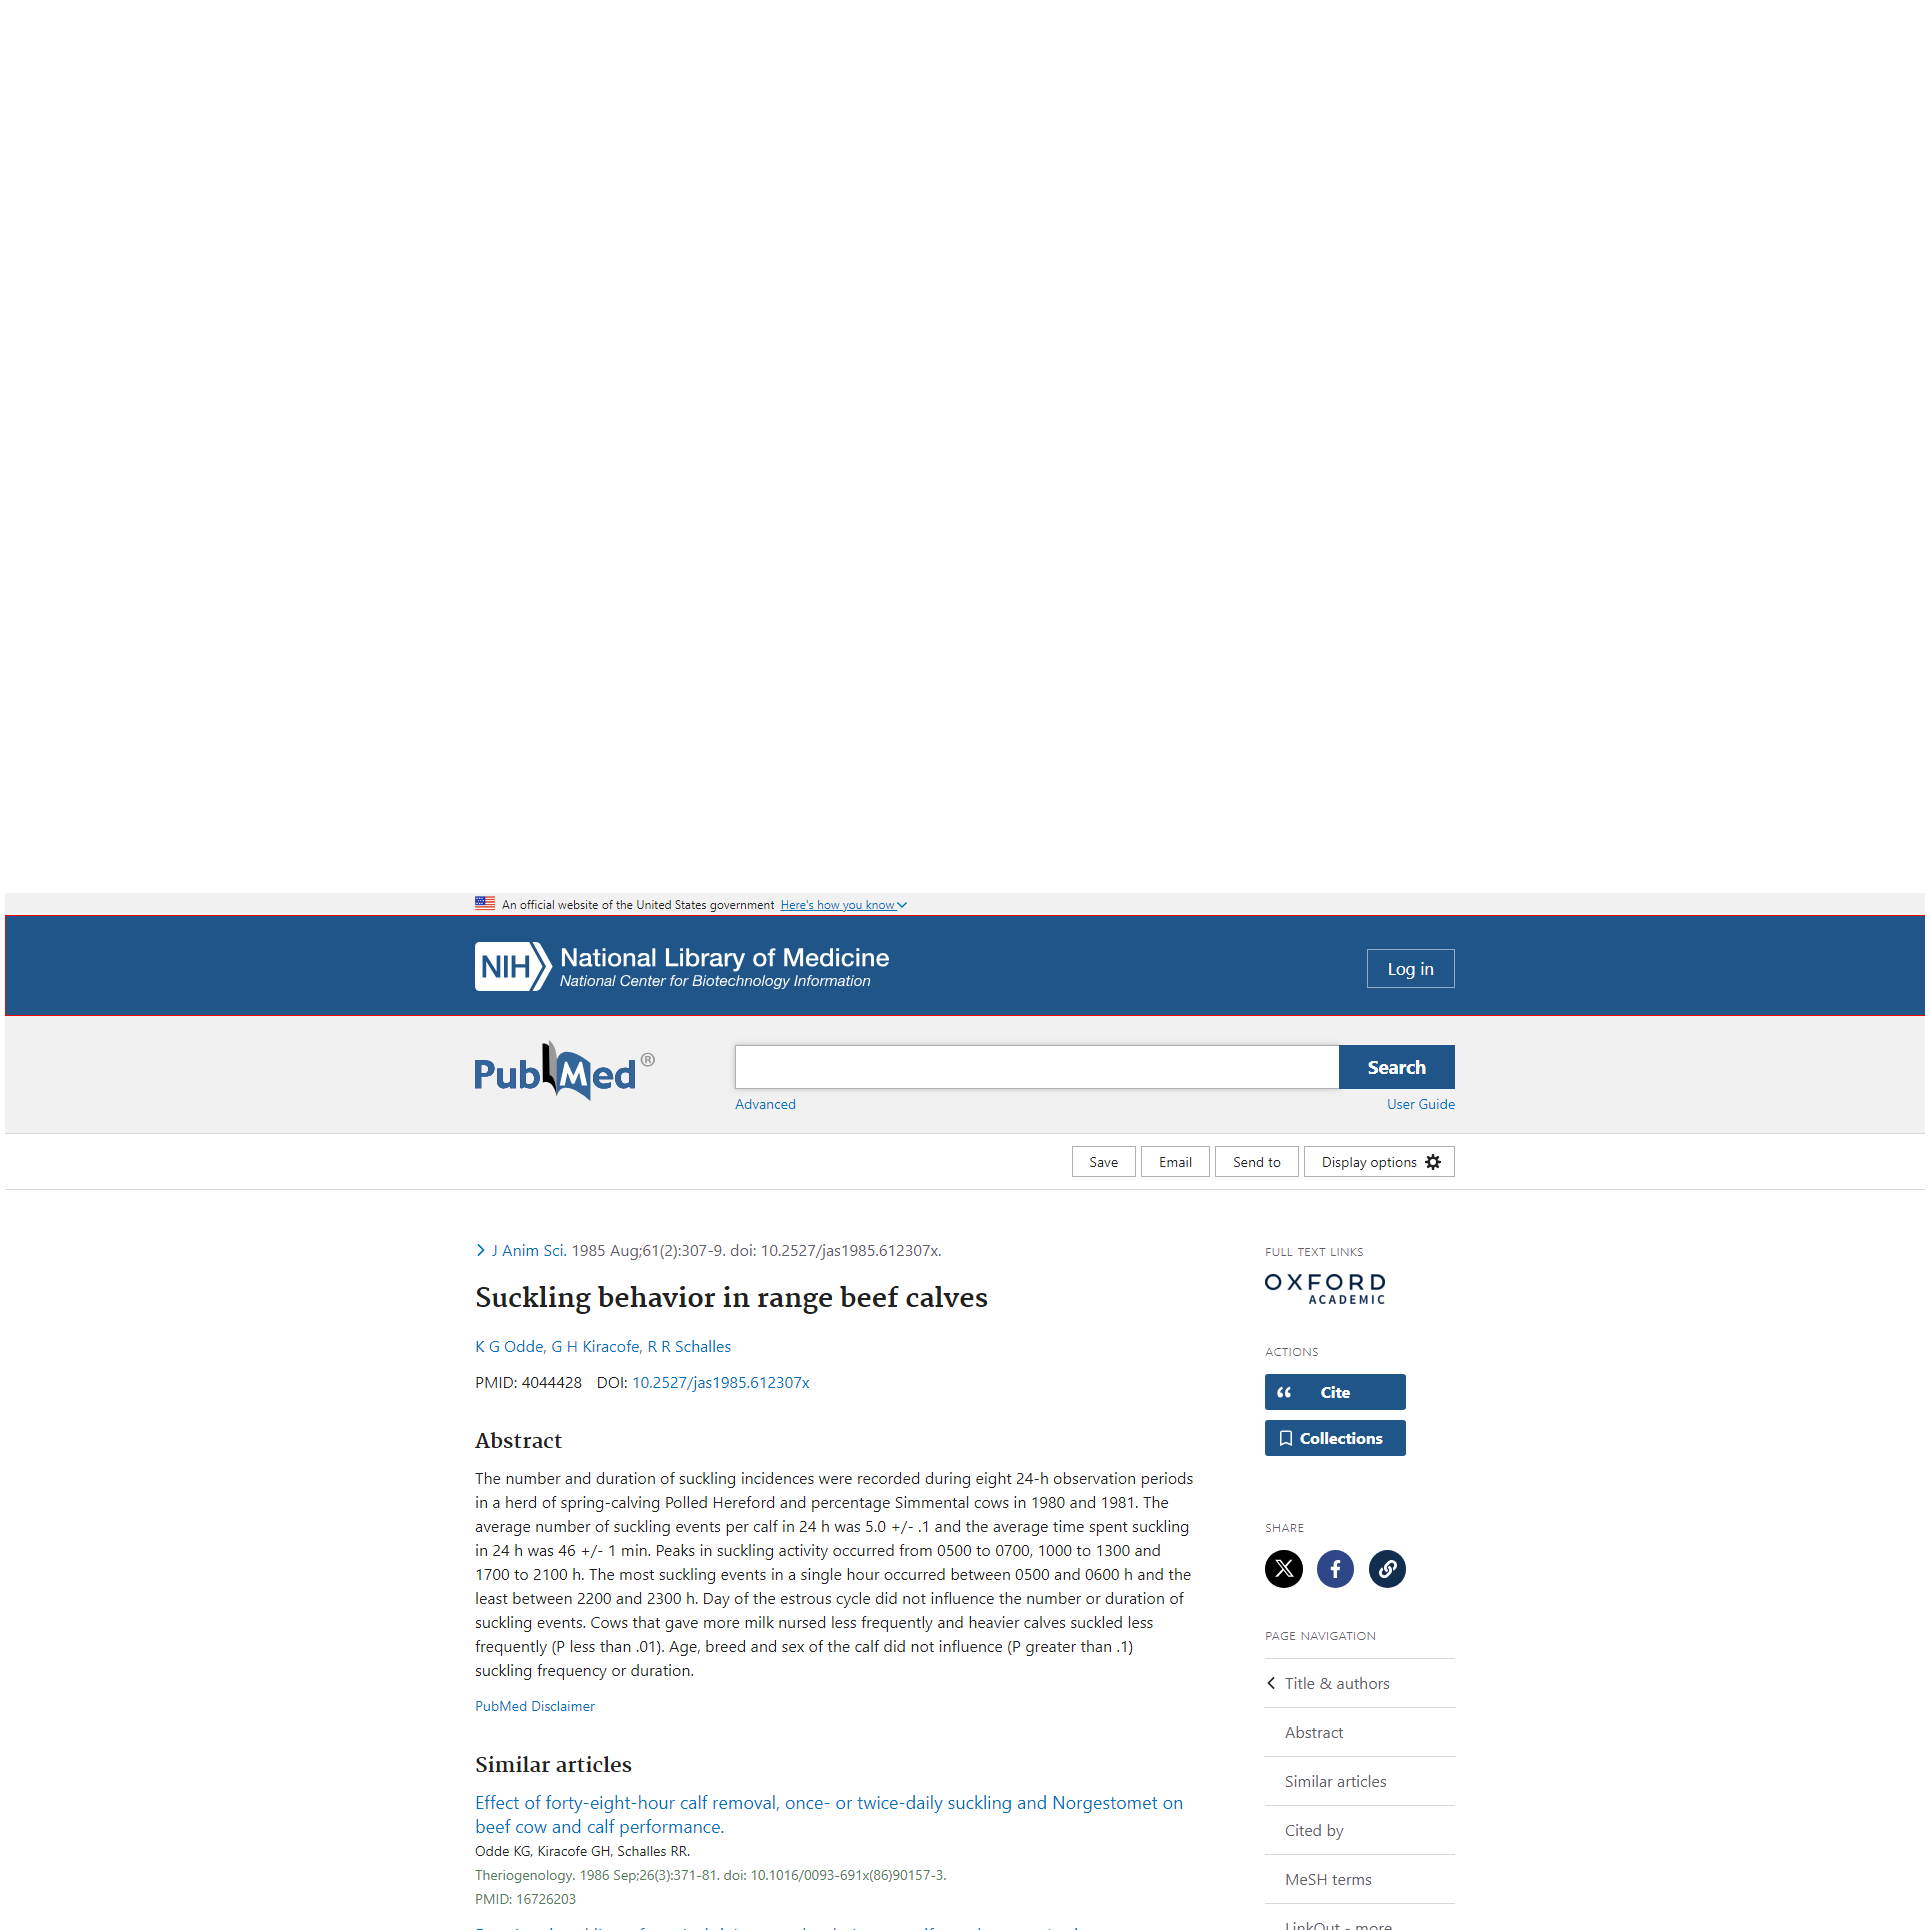 An official website of the United States government Here's how you know
NIH National Library of Medicine
National Center for Biotechnology Information
Log in
PubMed®
Search
Advanced
User Guide
Save
Email
Send to
Display options
J Anim Sci. 1985 Aug;61(2):307-9. doi: 10.2527/jas1985.612307x.
Suckling behavior in range beef calves
K G Odde, G H Kiracofe, R R Schalles
PMID: 4044428 DOI: 10.2527/jas1985.612307x
Abstract
The number and duration of suckling incidences were recorded during eight 24-h observation periods
in a herd of spring-calving Polled Hereford and percentage Simmental cows in 1980 and 1981. The
average number of suckling events per calf in 24 h was 5.0 +/- .1 and the average time spent suckling
in 24 h was 46 +/- 1 min. Peaks in suckling activity occurred from 0500 to 0700, 1000 to 1300 and
1700 to 2100 h. The most suckling events in a single hour occurred between 0500 and 0600 h and the
least between 2200 and 2300 h. Day of the estrous cycle did not influence the number or duration of
suckling events. Cows that gave more milk nursed less frequently and heavier calves suckled less
frequently (P less than .01). Age, breed and sex of the calf did not influence (P greater than .1)
suckling frequency or duration.
PubMed Disclaimer
Similar articles
Effect of forty-eight-hour calf removal, once- or twice-daily suckling and Norgestomet on
beef cow and calf performance.
Odde KG, Kiracofe GH, Schalles RR.
Theriogenology. 1986 Sep;26(3):371-81. doi: 10.1016/0093-691x(86)90157-3.
PMID: 16726203
FULL TEXT LINKS
OXFORD
ACADEMIC
ACTIONS
Cite
Collections
SHARE
PAGE NAVIGATION
Title & authors
Abstract
Similar articles
Cited by
MeSH terms
LinkOut - more